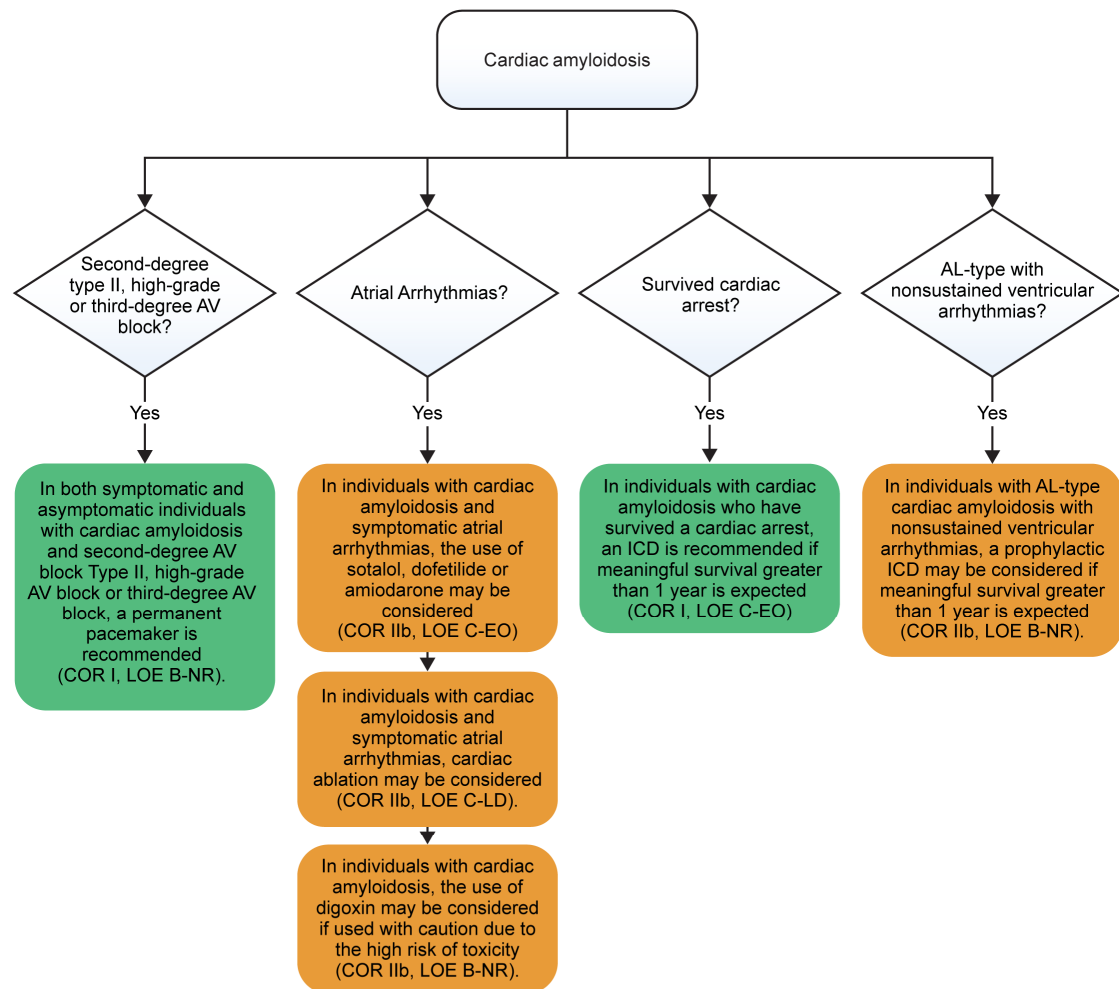 Cardiac amyloidosis
Second-degree
type II, high-grade
or third-degree AV
block?
Atrial Arrhythmias?
Survived cardiac
arrest?
AL-type with
nonsustained ventricular
arrhythmias?
Yes
Yes
Yes
Yes
In both symptomatic and
asymptomatic individuals
with cardiac amyloidosis
and second-degree AV
block Type II, high-grade
AV block or third-degree AV
block, a permanent
pacemaker is
recommended
(COR I, LOE B-NR).
In individuals with cardiac
amyloidosis and
symptomatic atrial
arrhythmias, the use of
sotalol, dofetilide or
amiodarone may be
considered
(COR IIb, LOE C-EO)
In individuals with cardiac
amyloidosis and
symptomatic atrial
arrhythmias, cardiac
ablation may be considered
(COR IIb, LOE C-LD).
In individuals with cardiac
amyloidosis, the use of
digoxin may be considered
if used with caution due to
the high risk of toxicity
(COR IIb, LOE B-NR).
In individuals with cardiac
amyloidosis who have
survived a cardiac arrest,
an ICD is recommended if
meaningful survival greater
than 1 year is expected
(COR I, LOE C-EO)
In individuals with AL-type
cardiac amyloidosis with
nonsustained ventricular
arrhythmias, a prophylactic
ICD may be considered if
meaningful survival greater
than 1 year is expected
(COR IIb, LOE B-NR).